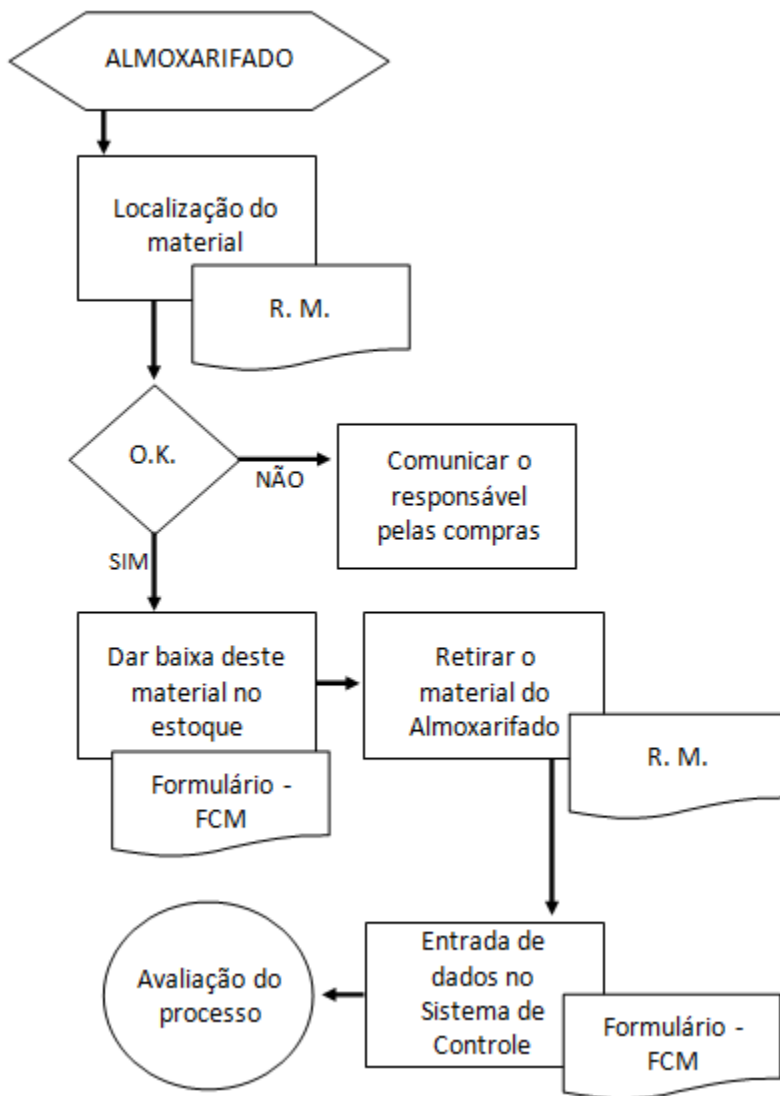 ALMOXARIFADO
Localização do
material
R. M.
O.K.
NÃO
Comunicar o
responsável
pelas compras
SIM
Dar baixa deste
material no
estoque
Formulário -
FCM
Retirar o
material do
Almoxarifado
R. M.
Entrada de
dados no
Sistema de
Controle
Formulário -
FCM
Avaliação do
processo